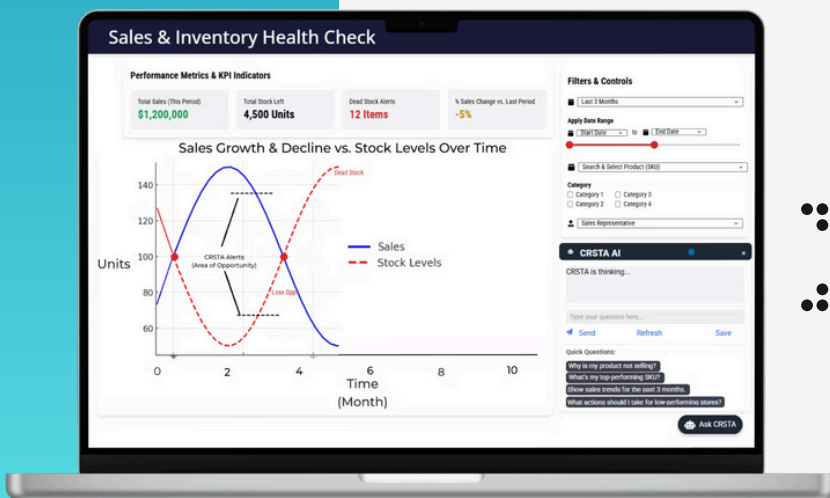 Sales & Inventory Health Check
Performance Metrics & KPI Indicators
Total Sales (This Period)
$1,200,000
Total Stock Left
4,500 Units
Dead Stock Alerts
12 Items
% Sales Change vs. Last Period
-5%
Sales Growth & Decline vs. Stock Levels Over Time
Units
140
120
100
80
60
Dead Stock
CRSTA Alerts
(Area of Opportunity)
Loss Opp
Sales
Stock Levels
0 2 4 6 8 10
Time
(Month)
Filters & Controls
Last 3 Months
Apply Date Range
Start Date to End Date
Search & Select Product (SKU)
Category
Category 1 Category 3
Category 2 Category 4
Sales Representative
CRSTA AI ×
CRSTA is thinking...
Type your question here...
Send Refresh Save
Quick Questions:
Why is my product not selling?
What's my top-performing SKU?
Show sales trends for the past 3 months.
What actions should I take for low-performing stores?
Ask CRSTA